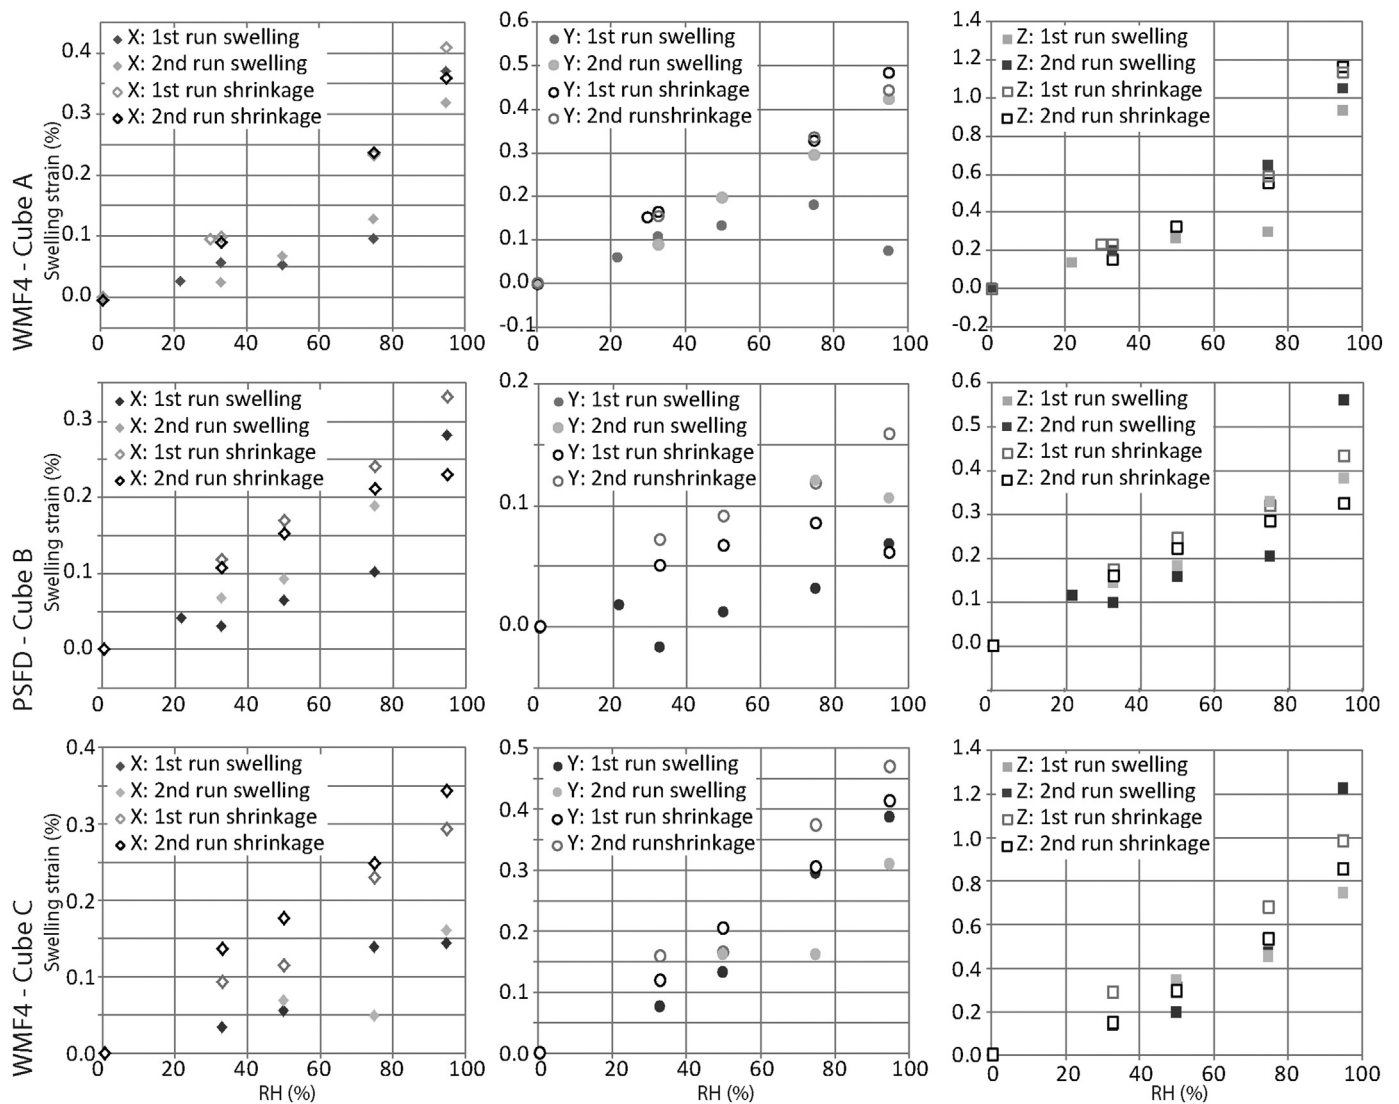 WMF4 - Cube A
Swelling strain (%)
0.4
0.3
0.2
0.1
0.0
X: 1st run swelling
X: 2nd run swelling
X: 1st run shrinkage
X: 2nd run shrinkage
0 20 40 60 80 100
0.6
0.5
0.4
0.3
0.2
0.1
0.0
-0.1
Y: 1st run swelling
Y: 2nd run swelling
Y: 1st run shrinkage
Y: 2nd runshrinkage
0 20 40 60 80 100
1.4
1.2
1.0
0.8
0.6
0.4
0.2
0.0
-0.2
Z: 1st run swelling
Z: 2nd run swelling
Z: 1st run shrinkage
Z: 2nd run shrinkage
0 20 40 60 80 100
PSFD - Cube B
Swelling strain (%)
0.3
0.2
0.1
0.0
X: 1st run swelling
X: 2nd run swelling
X: 1st run shrinkage
X: 2nd run shrinkage
0 20 40 60 80 100
0.2
0.1
0.0
Y: 1st run swelling
Y: 2nd run swelling
Y: 1st run shrinkage
Y: 2nd runshrinkage
0 20 40 60 80 100
0.6
0.5
0.4
0.3
0.2
0.1
0.0
Z: 1st run swelling
Z: 2nd run swelling
Z: 1st run shrinkage
Z: 2nd run shrinkage
0 20 40 60 80 100
WMF4 - Cube C
Swelling strain (%)
0.4
0.3
0.2
0.1
0.0
X: 1st run swelling
X: 2nd run swelling
X: 1st run shrinkage
X: 2nd run shrinkage
0 20 40 60 80 100
RH (%)
0.5
0.4
0.3
0.2
0.1
0.0
Y: 1st run swelling
Y: 2nd run swelling
Y: 1st run shrinkage
Y: 2nd runshrinkage
0 20 40 60 80 100
RH (%)
1.4
1.2
1.0
0.8
0.6
0.4
0.2
0.0
Z: 1st run swelling
Z: 2nd run swelling
Z: 1st run shrinkage
Z: 2nd run shrinkage
0 20 40 60 80 100
RH (%)